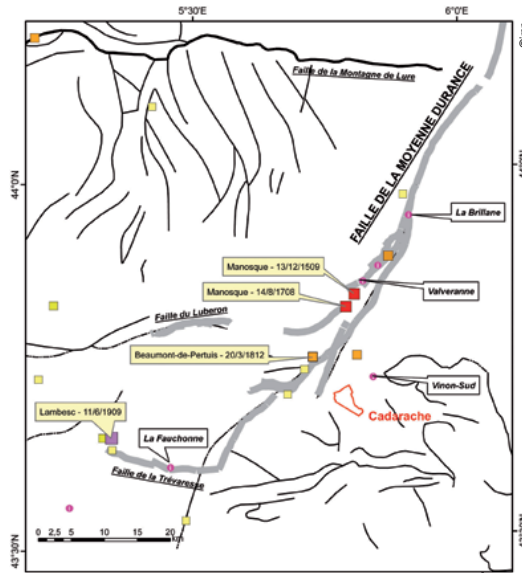 5°30'E
6°0'E
Faille de la Montagne de Lure
FAILLE DE LA MOYENNE DURANCE
44°0'N
La Brillane
Manosque - 13/12/1509
Manosque - 14/8/1708
Valveranne
Faille du Luberon
Beaumont-de-Pertuis - 20/3/1812
Vinon-Sud
Lambesc - 11/6/1909
Cadarache
La Fauchonne
Faille de la Trévaresse
0 2,5 5 10 15 20
km
43°30'N